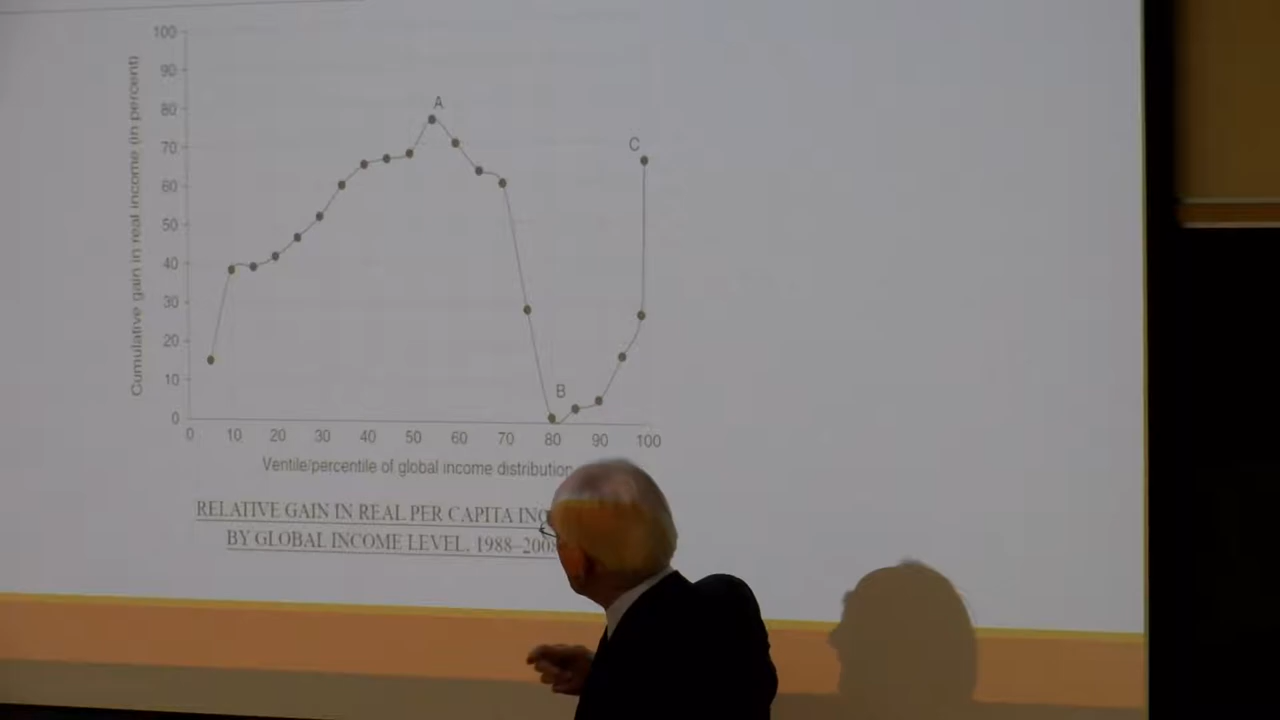 Cumulative gain in real income (in percent)
100
90
80
70
60
50
40
30
20
10
0
A
B
C
0 10 20 30 40 50 60 70 80 90 100
Ventile/percentile of global income distribution
RELATIVE GAIN IN REAL PER CAPITA
BY GLOBAL INCOME LEVEL, 1988–2008